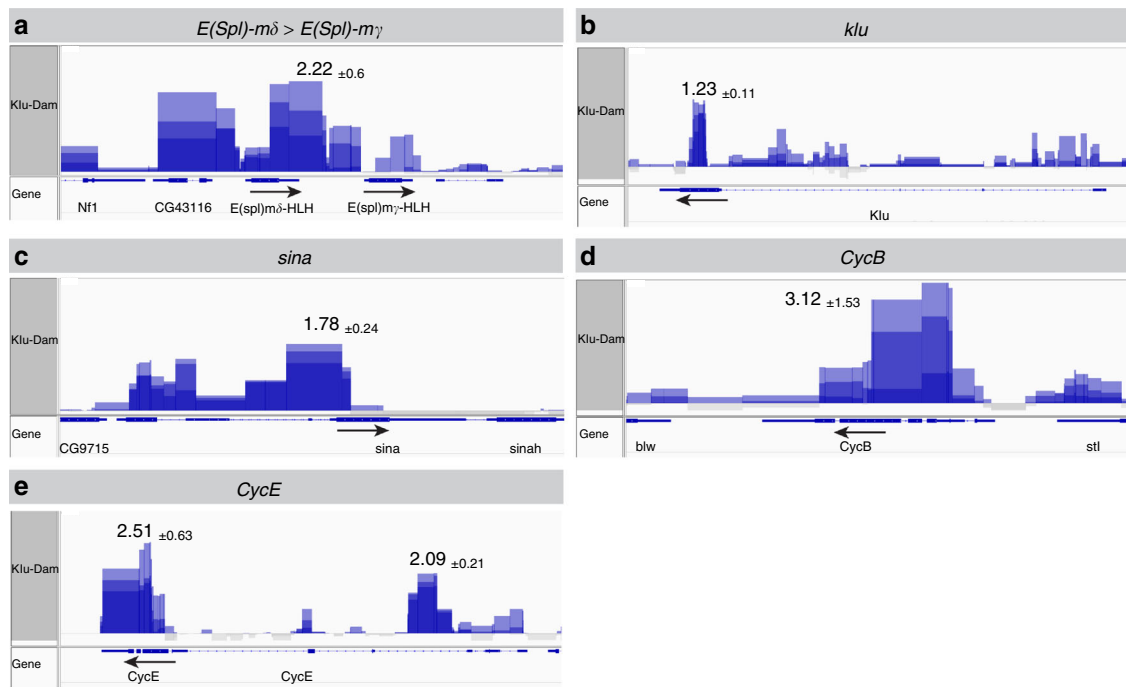 a E(Spl)-mδ > E(Spl)-mγ
Klu-Dam
2.22 ±0.6
Gene
Nf1 CG43116 E(spl)mδ-HLH E(spl)mγ-HLH
b klu
Klu-Dam
1.23 ±0.11
Gene
Klu
c sina
Klu-Dam
1.78 ±0.24
Gene
CG9715 sina sinah
d CycB
Klu-Dam
3.12 ±1.53
Gene
blw CycB stl
e CycE
Klu-Dam
2.51 ±0.63 2.09 ±0.21
Gene
CycE CycE